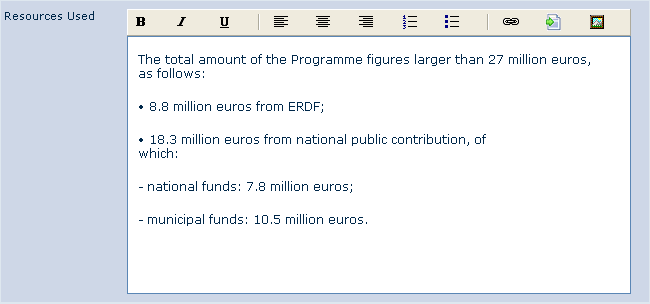 Resources Used
B I U
The total amount of the Programme figures larger than 27 million euros,
as follows:
• 8.8 million euros from ERDF;
• 18.3 million euros from national public contribution, of
which:
- national funds: 7.8 million euros;
- municipal funds: 10.5 million euros.